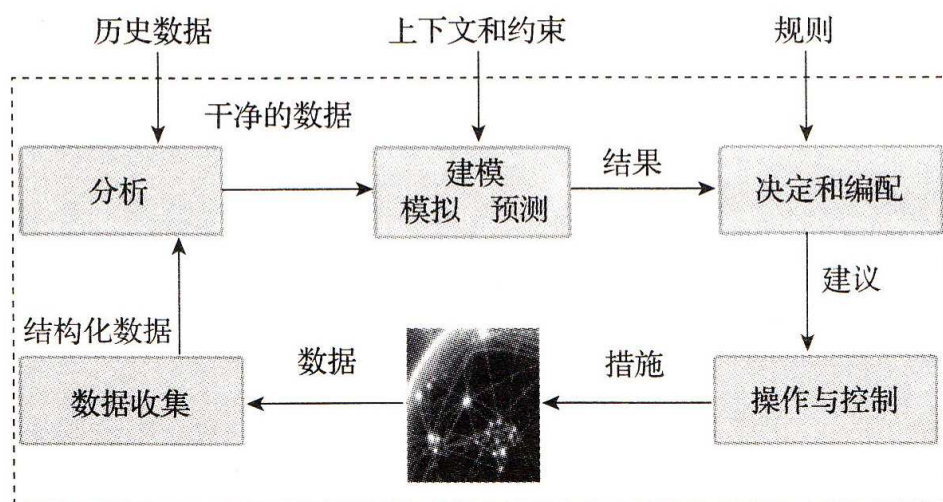 历史数据
上下文和约束
规则
干净的数据
分析
建模
模� 预测
结果
决定和编配
建议
结构化数据
数据
措施
数据收集
操作与控制